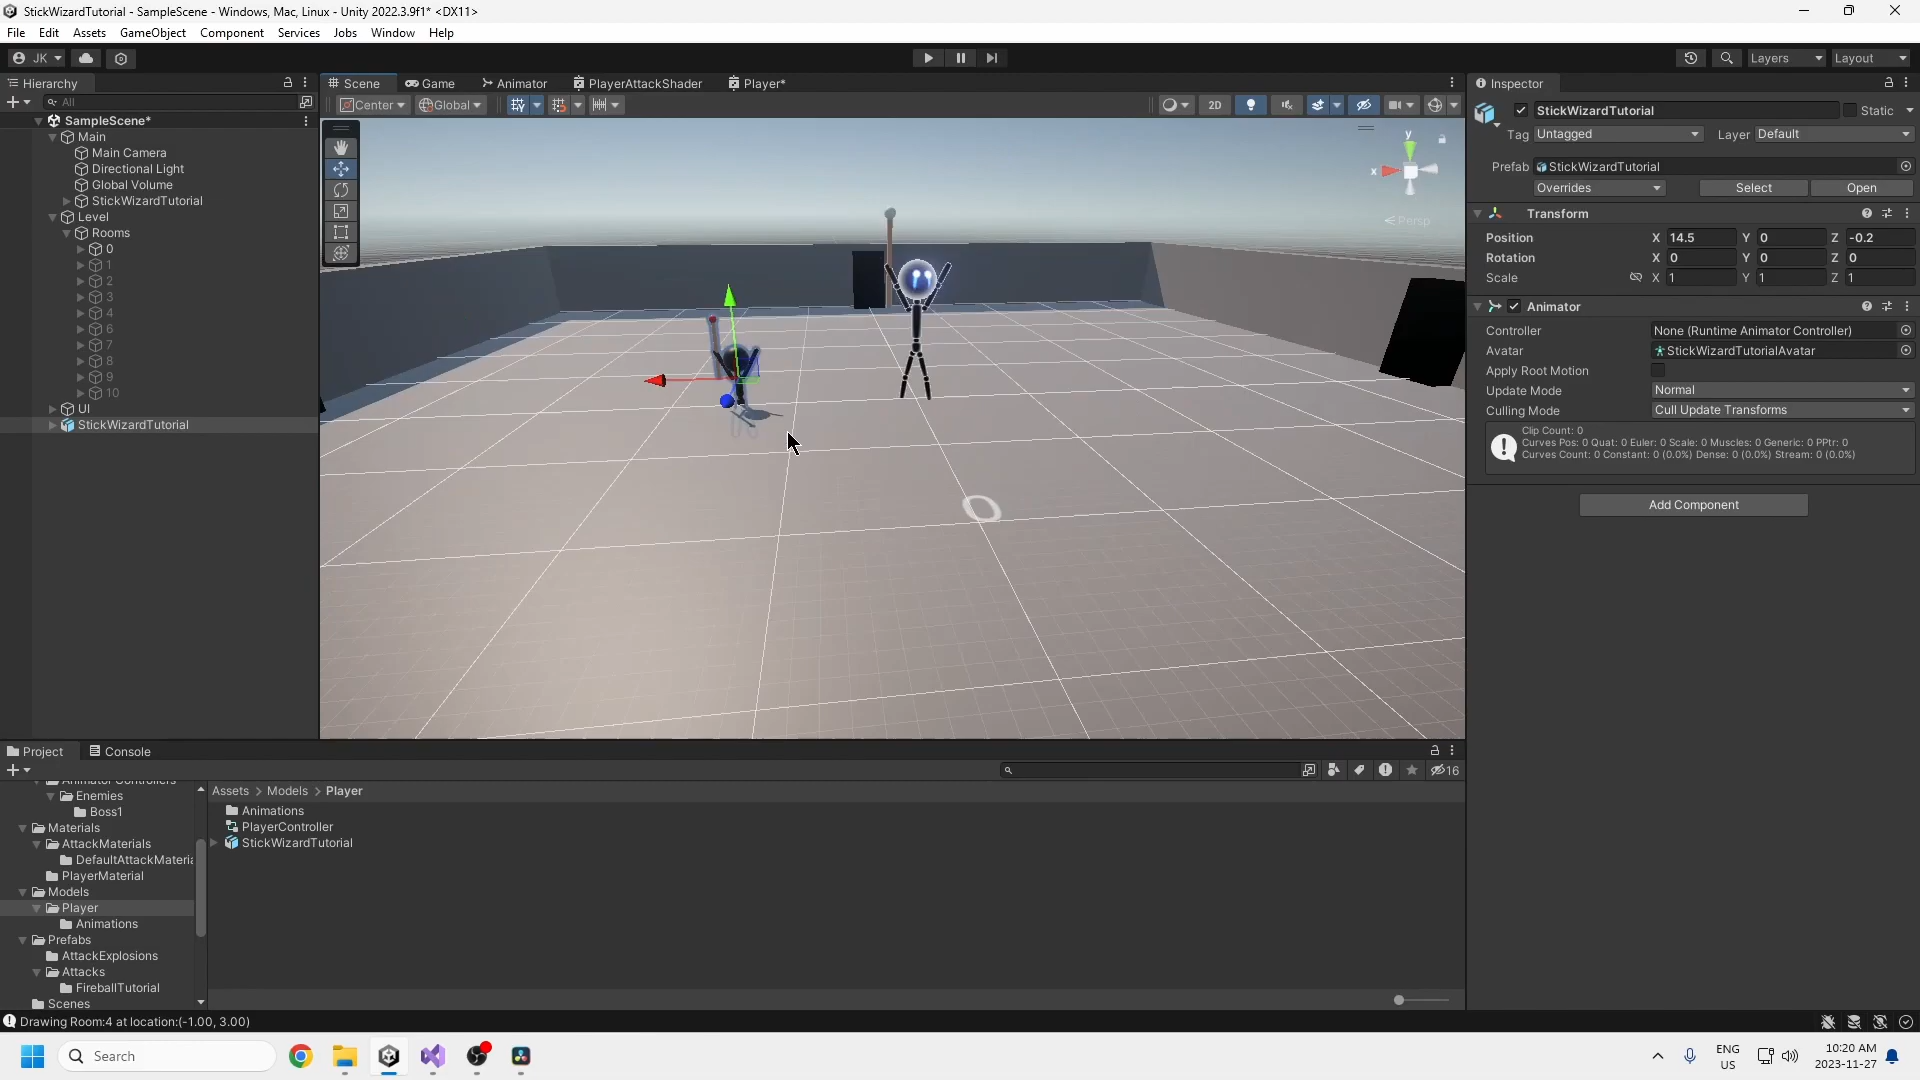 StickWizardTutorial - SampleScene - Windows, Mac, Linux - Unity 2022.3.9f1* <DX11>
File Edit Assets GameObject Component Services Jobs Window Help
JK Layers Layout
Hierarchy Scene Game Animator PlayerAttackShader Player* Inspector
All Center Global 2D
SampleScene*
Main
Main Camera
Directional Light
Global Volume
StickWizardTutorial
Level
Rooms
0
1
2
3
4
6
7
8
9
10
UI
StickWizardTutorial
y
x
Persp
StickWizardTutorial Static
Tag Untagged Layer Default
Prefab StickWizardTutorial
Overrides Select Open
Transform
Position X 14.5 Y 0 Z -0.2
Rotation X 0 Y 0 Z 0
Scale X 1 Y 1 Z 1
Animator
Controller None (Runtime Animator Controller)
Avatar StickWizardTutorialAvatar
Apply Root Motion
Update Mode Normal
Culling Mode Cull Update Transforms
Clip Count: 0
Curves Pos: 0 Quat: 0 Euler: 0 Scale: 0 Muscles: 0 Generic: 0 PPtr: 0
Curves Count: 0 Constant: 0 (0.0%) Dense: 0 (0.0%) Stream: 0 (0.0%)
Add Component
Project Console
16
Animator Controllers
Enemies
Boss1
Materials
AttackMaterials
DefaultAttackMateria
PlayerMaterial
Models
Player
Animations
Prefabs
AttackExplosions
Attacks
FireballTutorial
Scenes
Assets > Models > Player
Animations
PlayerController
StickWizardTutorial
Drawing Room:4 at location:(-1.00, 3.00)
Search
ENG
US
10:20 AM
2023-11-27